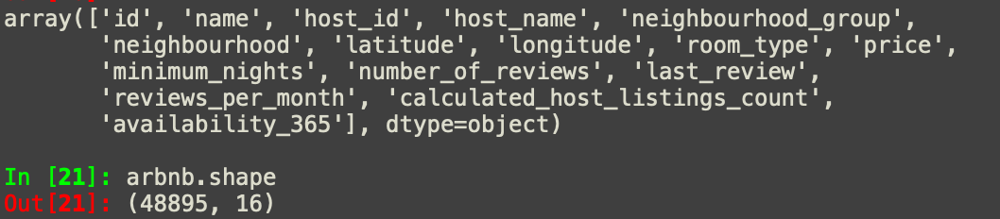 array(['id', 'name', 'host_id', 'host_name', 'neighbourhood_group',
       'neighbourhood', 'latitude', 'longitude', 'room_type', 'price',
       'minimum_nights', 'number_of_reviews', 'last_review',
       'reviews_per_month', 'calculated_host_listings_count',
       'availability_365'], dtype=object)
In [21]: arbnb.shape
Out[21]: (48895, 16)